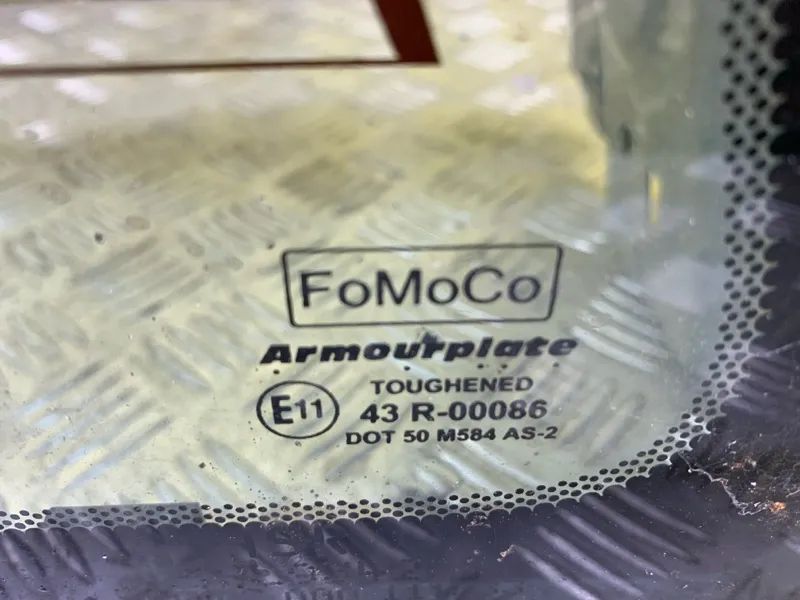 FoMoCo
Armourplate
TOUGHENED
E11 43 R-00086
DOT 50 M584 AS-2